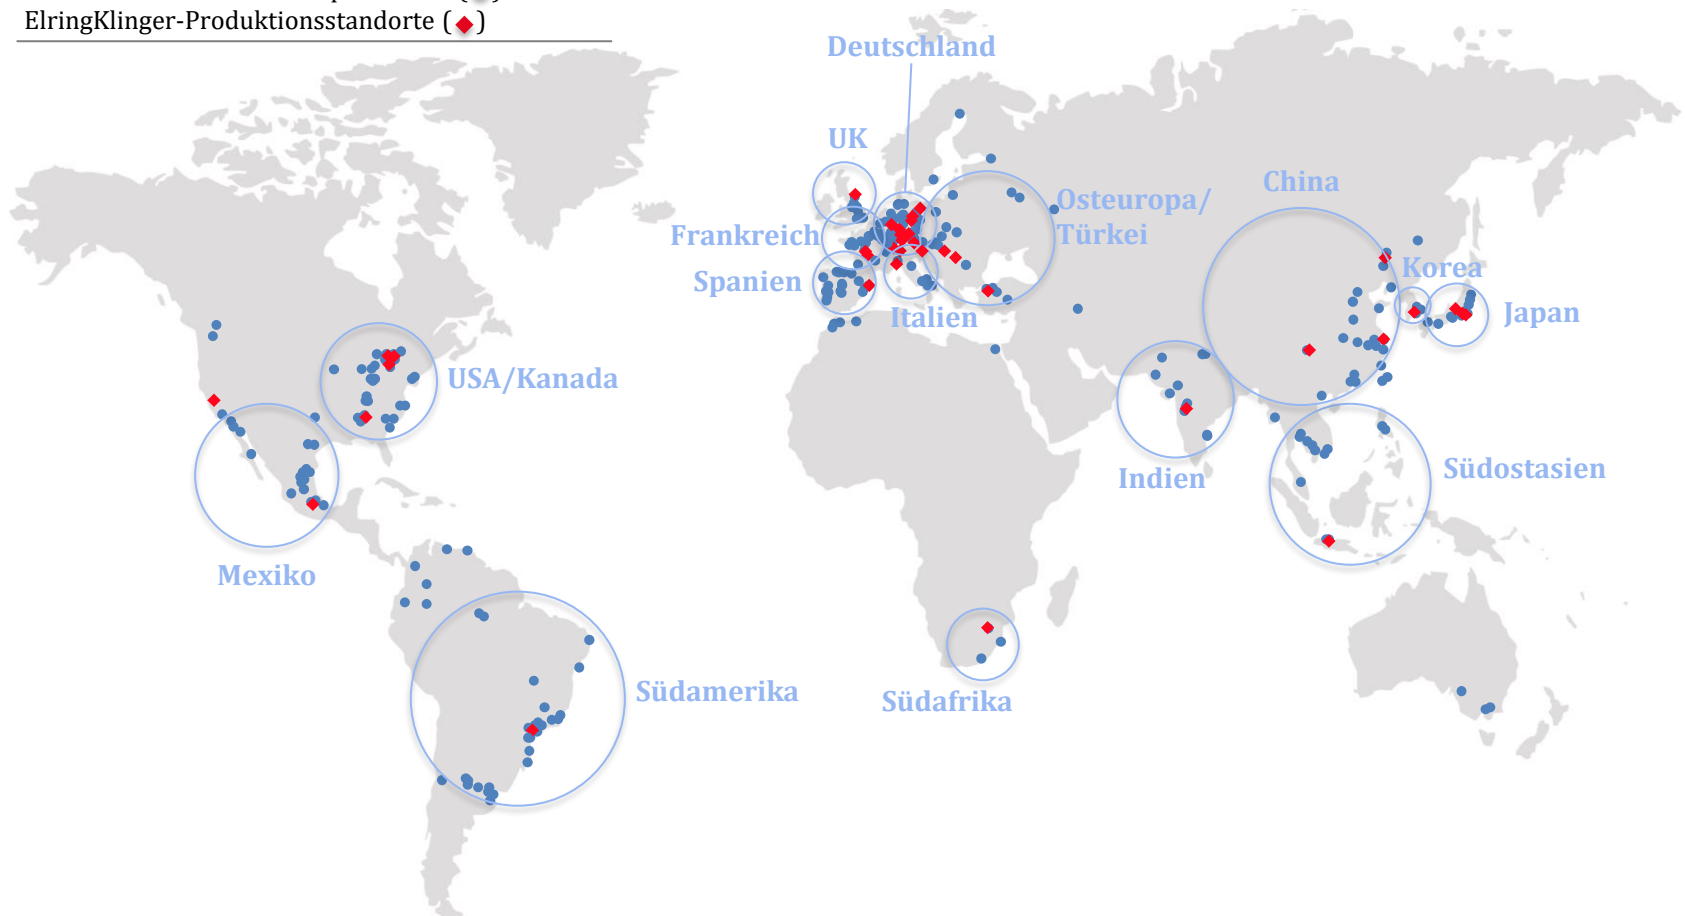 ElringKlinger-Produktionsstandorte (◆)
Deutschland
UK
China
Osteuropa/
Türkei
Frankreich
Spanien
Korea
Italien
Japan
USA/Kanada
Südostasien
Indien
Mexiko
Südamerika
Südafrika